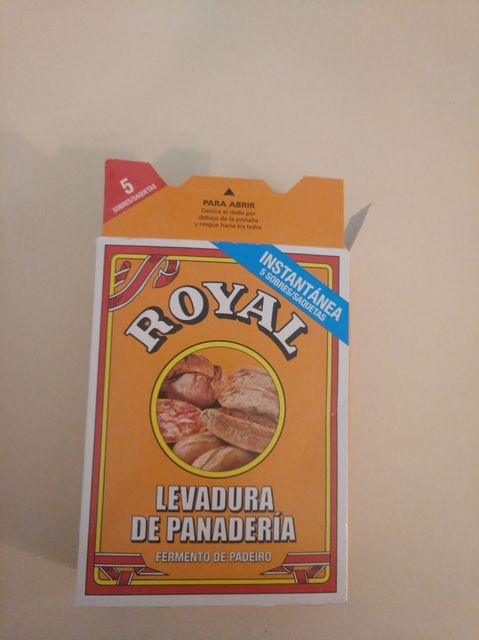 5
SOBRES/SAQUETAS
PARA ABRIR
Deslice el dedo por
debajo de la pestaña
y rasgue hacia los lados
INSTANTÁNEA
5 SOBRES/SAQUETAS
ROYAL
LEVADURA
DE PANADERÍA
FERMENTO DE PADEIRO